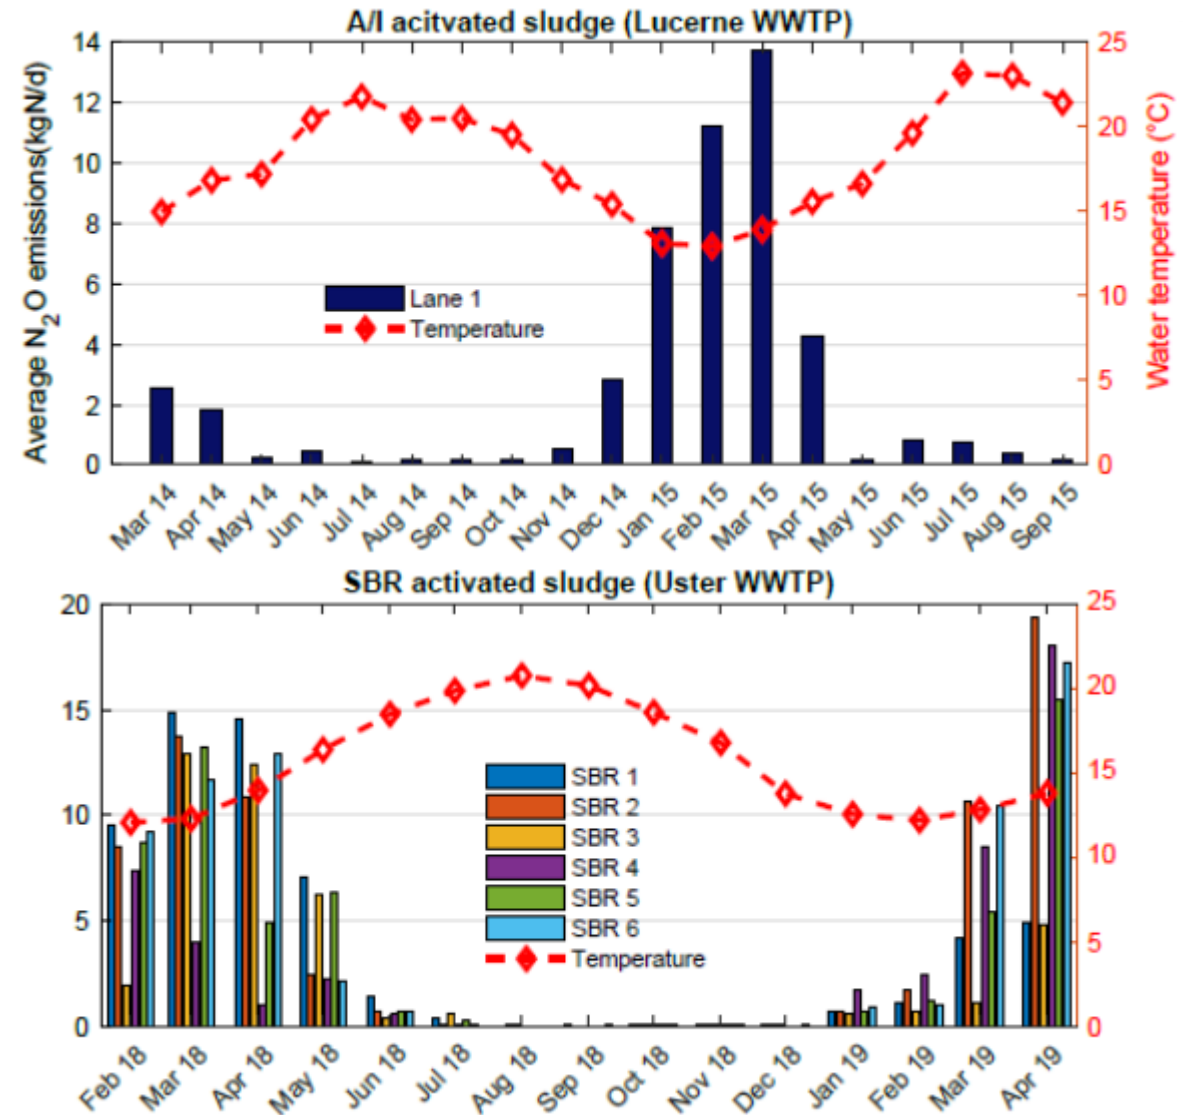 A/I acitvated sludge (Lucerne WWTP)
14
12
10
8
6
4
2
0
Average N2O emissions(kgN/d)
25
20
15
10
5
0
Water temperature (°C)
Lane 1
Temperature
Mar 14
Apr 14
May 14
Jun 14
Jul 14
Aug 14
Sep 14
Oct 14
Nov 14
Dec 14
Jan 15
Feb 15
Mar 15
Apr 15
May 15
Jun 15
Jul 15
Aug 15
Sep 15
SBR activated sludge (Uster WWTP)
20
15
10
5
0
25
20
15
10
5
0
SBR 1
SBR 2
SBR 3
SBR 4
SBR 5
SBR 6
Temperature
Feb 18
Mar 18
Apr 18
May 18
Jun 18
Jul 18
Aug 18
Sep 18
Oct 18
Nov 18
Dec 18
Jan 19
Feb 19
Mar 19
Apr 19